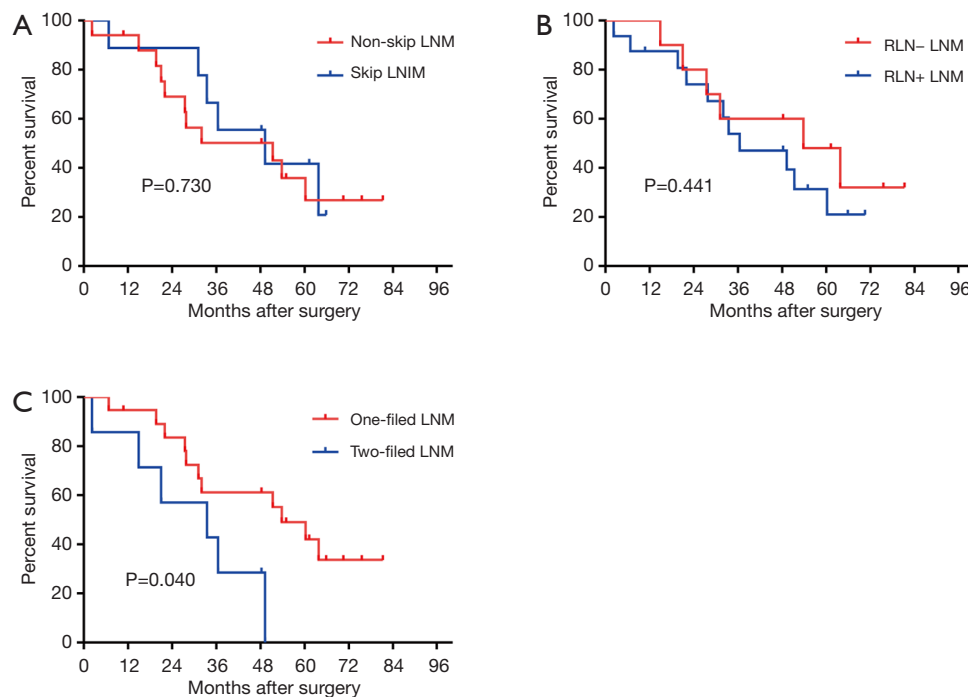 A
100
80
60
40
20
0
Percent survival
Non-skip LNM
Skip LNIM
P=0.730
0 12 24 36 48 60 72 84 96
Months after surgery
B
100
80
60
40
20
0
Percent survival
RLN– LNM
RLN+ LNM
P=0.441
0 12 24 36 48 60 72 84 96
Months after surgery
C
100
80
60
40
20
0
Percent survival
One-filed LNM
Two-filed LNM
P=0.040
0 12 24 36 48 60 72 84 96
Months after surgery